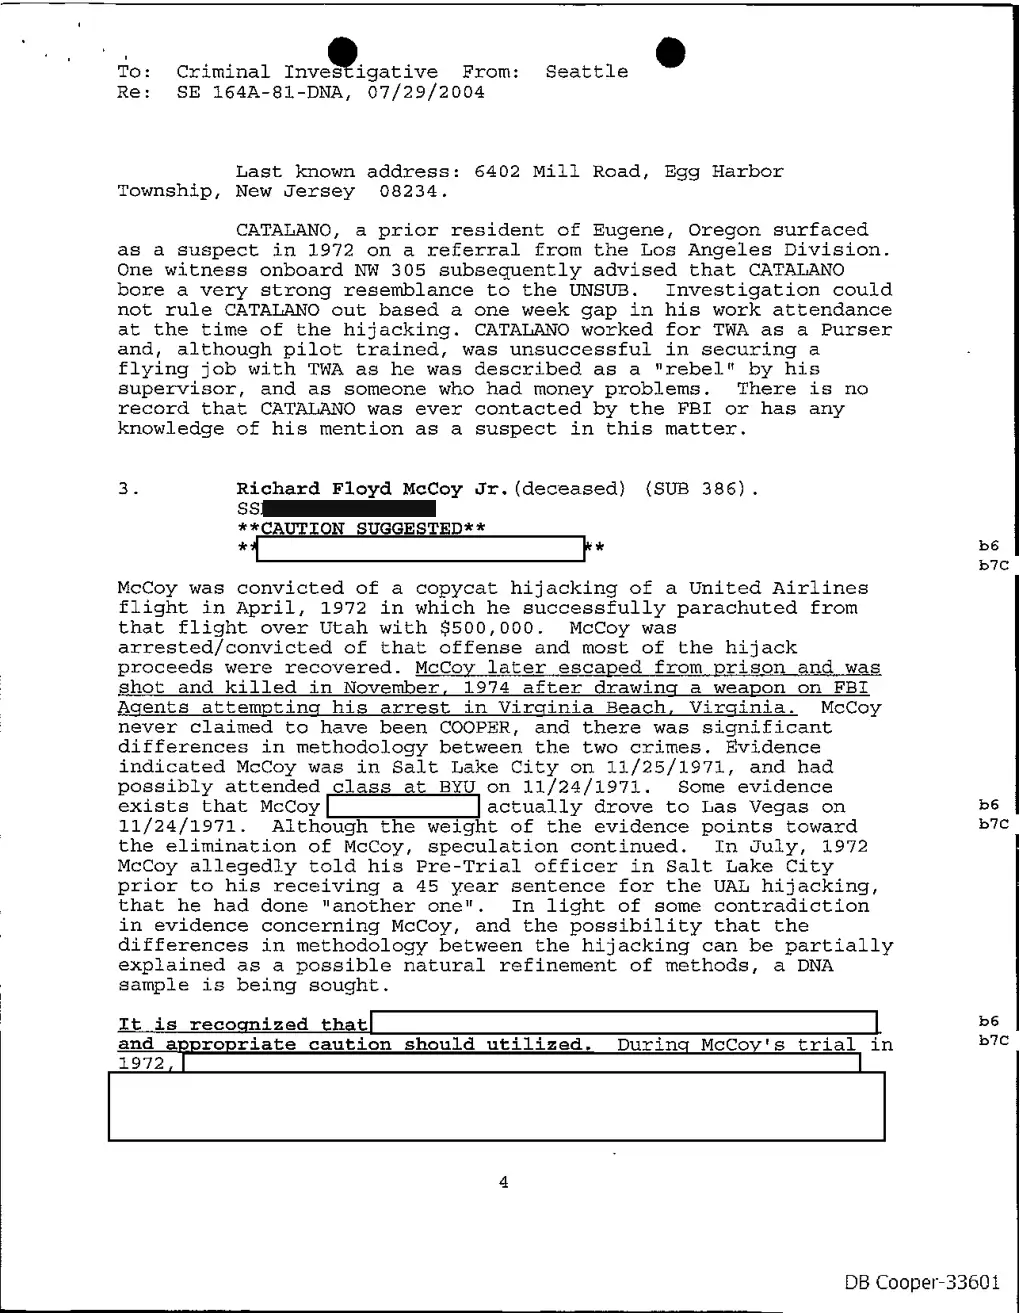 To: Criminal Investigative From: Seattle
Re: SE 164A-81-DNA, 07/29/2004
Last known address: 6402 Mill Road, Egg Harbor
Township, New Jersey 08234.
CATALANO, a prior resident of Eugene, Oregon surfaced
as a suspect in 1972 on a referral from the Los Angeles Division.
One witness onboard NW 305 subsequently advised that CATALANO
bore a very strong resemblance to the UNSUB. Investigation could
not rule CATALANO out based a one week gap in his work attendance
at the time of the hijacking. CATALANO worked for TWA as a Purser
and, although pilot trained, was unsuccessful in securing a
flying job with TWA as he was described as a "rebel" by his
supervisor, and as someone who had money problems. There is no
record that CATALANO was ever contacted by the FBI or has any
knowledge of his mention as a suspect in this matter.
3. Richard Floyd McCoy Jr.(deceased) (SUB 386).
SS
**CAUTION SUGGESTED**
** **
b6
b7C
McCoy was convicted of a copycat hijacking of a United Airlines
flight in April, 1972 in which he successfully parachuted from
that flight over Utah with $500,000. McCoy was
arrested/convicted of that offense and most of the hijack
proceeds were recovered. McCoy later escaped from prison and was
shot and killed in November, 1974 after drawing a weapon on FBI
Agents attempting his arrest in Virginia Beach, Virginia. McCoy
never claimed to have been COOPER, and there was significant
differences in methodology between the two crimes. Evidence
indicated McCoy was in Salt Lake City on 11/25/1971, and had
possibly attended class at BYU on 11/24/1971. Some evidence
exists that McCoy actually drove to Las Vegas on b6
11/24/1971. Although the weight of the evidence points toward b7C
the elimination of McCoy, speculation continued. In July, 1972
McCoy allegedly told his Pre-Trial officer in Salt Lake City
prior to his receiving a 45 year sentence for the UAL hijacking,
that he had done "another one". In light of some contradiction
in evidence concerning McCoy, and the possibility that the
differences in methodology between the hijacking can be partially
explained as a possible natural refinement of methods, a DNA
sample is being sought.
It is recognized that . b6
and appropriate caution should utilized. During McCoy's trial in b7C
1972,
4
DB Cooper-33601